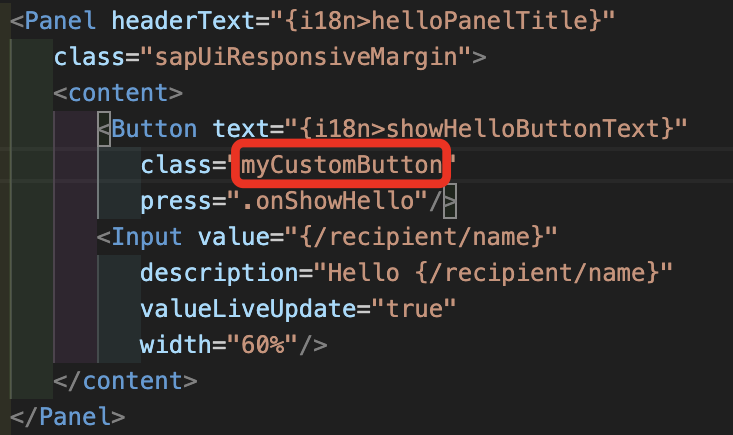 <Panel headerText="{i18n>helloPanelTitle}"
class="sapUiResponsiveMargin">
<content>
<Button text="{i18n>showHelloButtonText}"
class="myCustomButton"
press=".onShowHello"/>
<Input value="{/recipient/name}"
description="Hello {/recipient/name}"
valueLiveUpdate="true"
width="60%"/>
</content>
</Panel>